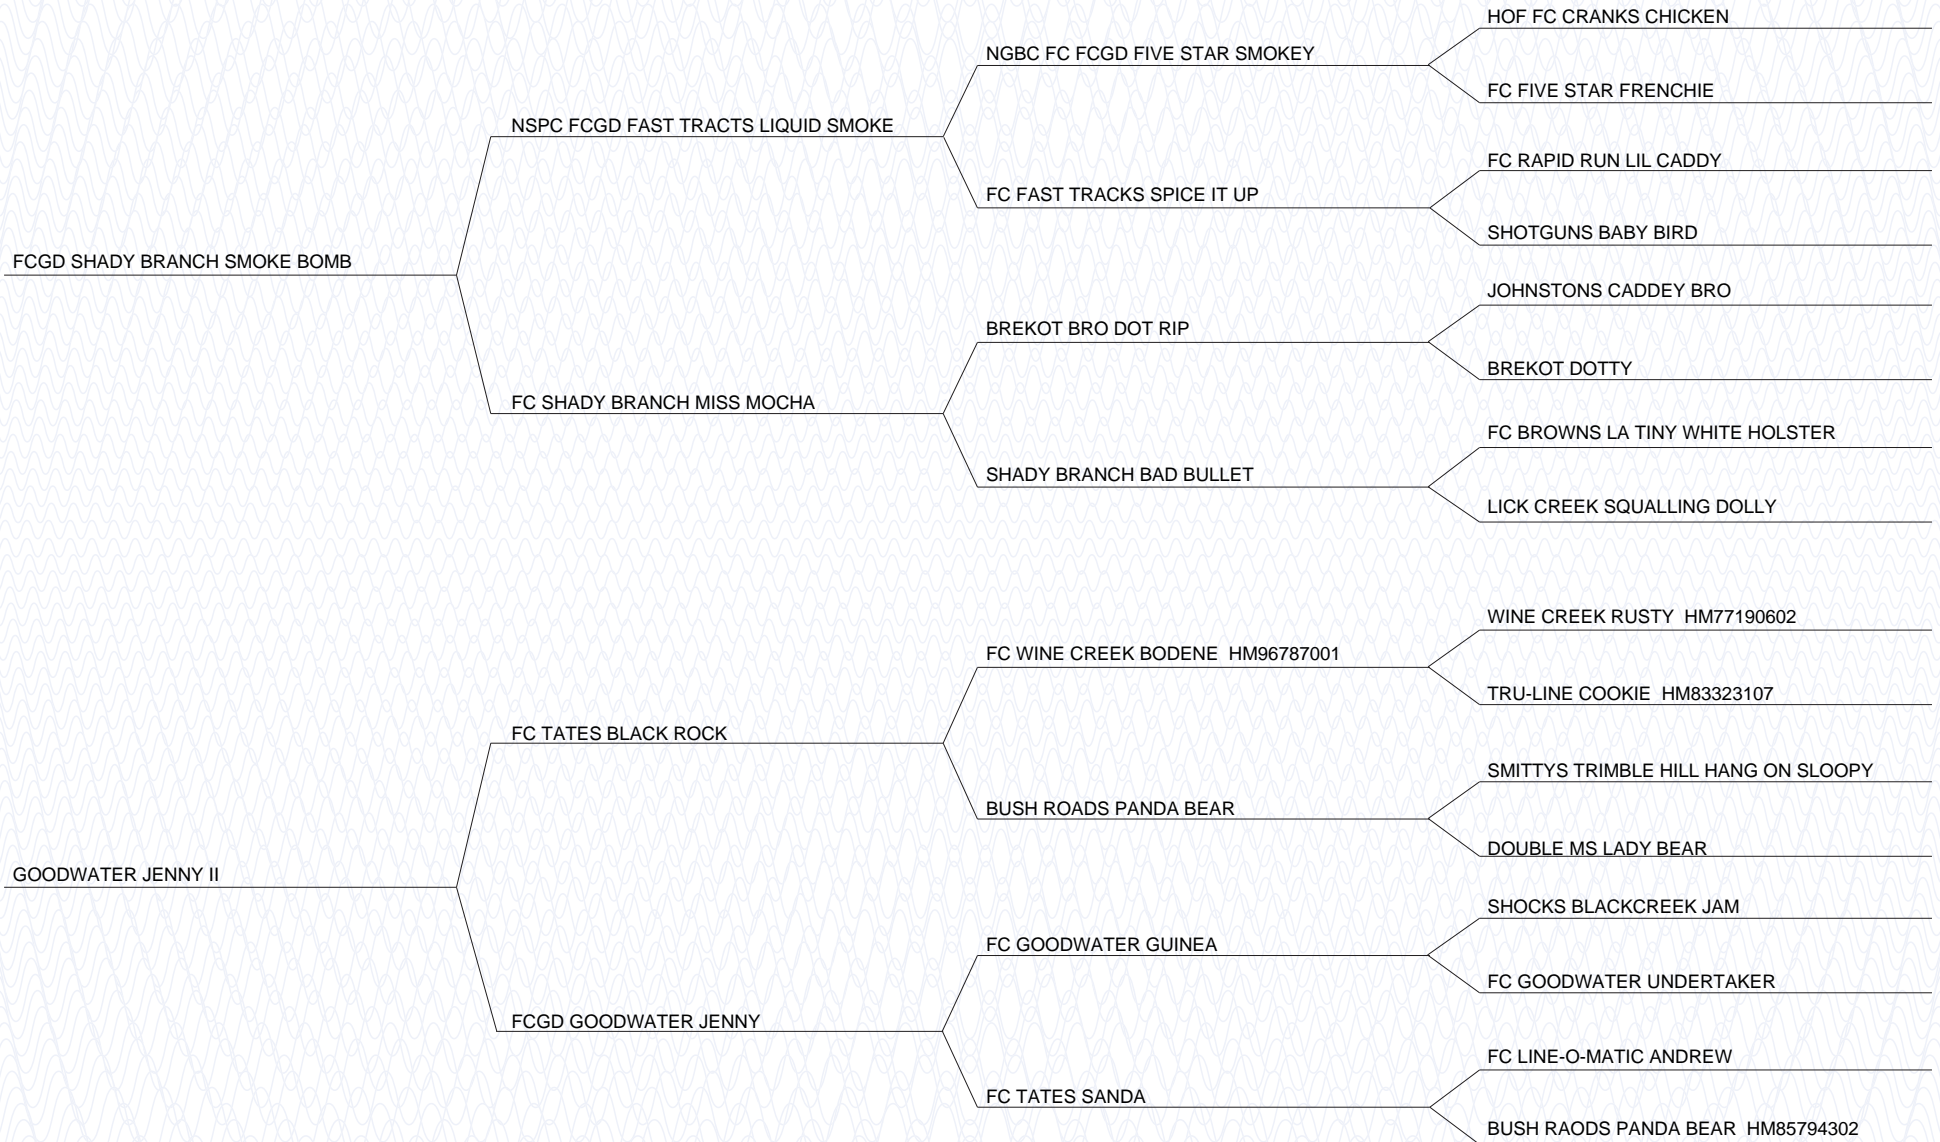 HOF FC CRANKS CHICKEN
NGBC FC FCGD FIVE STAR SMOKEY
FC FIVE STAR FRENCHIE
NSPC FCGD FAST TRACTS LIQUID SMOKE
FC RAPID RUN LIL CADDY
FC FAST TRACKS SPICE IT UP
SHOTGUNS BABY BIRD
FCGD SHADY BRANCH SMOKE BOMB
JOHNSTONS CADDEY BRO
BREKOT BRO DOT RIP
BREKOT DOTTY
FC SHADY BRANCH MISS MOCHA
FC BROWNS LA TINY WHITE HOLSTER
SHADY BRANCH BAD BULLET
LICK CREEK SQUALLING DOLLY
WINE CREEK RUSTY HM77190602
FC WINE CREEK BODENE HM96787001
TRU-LINE COOKIE HM83323107
FC TATES BLACK ROCK
SMITTYS TRIMBLE HILL HANG ON SLOOPY
BUSH ROADS PANDA BEAR
DOUBLE MS LADY BEAR
GOODWATER JENNY II
SHOCKS BLACKCREEK JAM
FC GOODWATER GUINEA
FC GOODWATER UNDERTAKER
FCGD GOODWATER JENNY
FC LINE-O-MATIC ANDREW
FC TATES SANDA
BUSH RAODS PANDA BEAR HM85794302